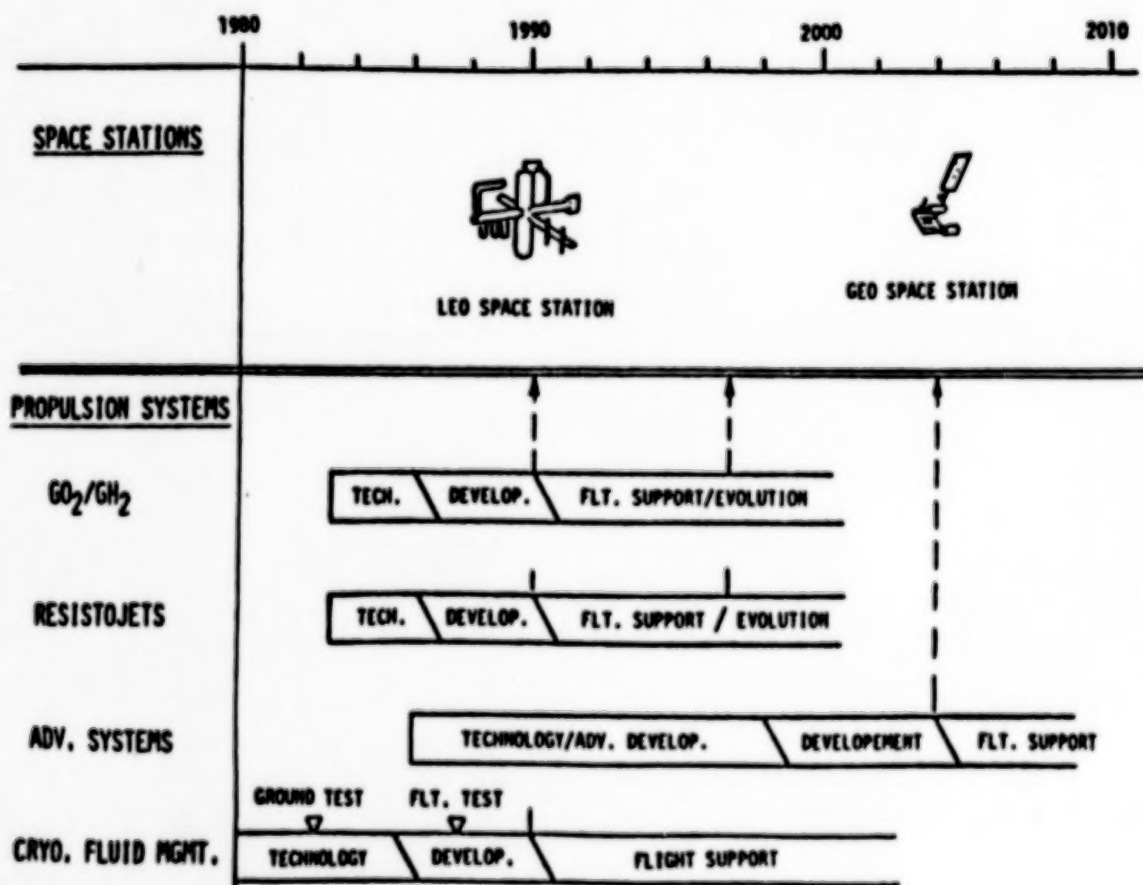 1980 1990 2000 2010
SPACE STATIONS
LEO SPACE STATION
GEO SPACE STATION
PROPULSION SYSTEMS
GO₂/GH₂
TECH. DEVELOP. FLT. SUPPORT/EVOLUTION
RESISTOJETS
TECH. DEVELOP. FLT. SUPPORT / EVOLUTION
ADV. SYSTEMS
TECHNOLOGY/ADV. DEVELOP. DEVELOPEMENT FLT. SUPPORT
GROUND TEST FLT. TEST
CRYO. FLUID MGMT.
TECHNOLOGY DEVELOP. FLIGHT SUPPORT